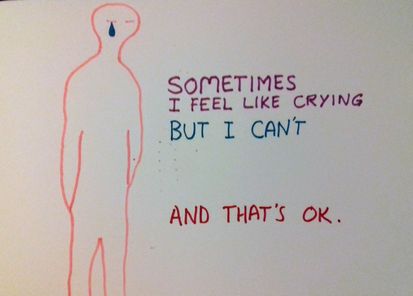 SOMETIMES
I FEEL LIKE CRYING
BUT I CAN'T
AND THAT'S OK.